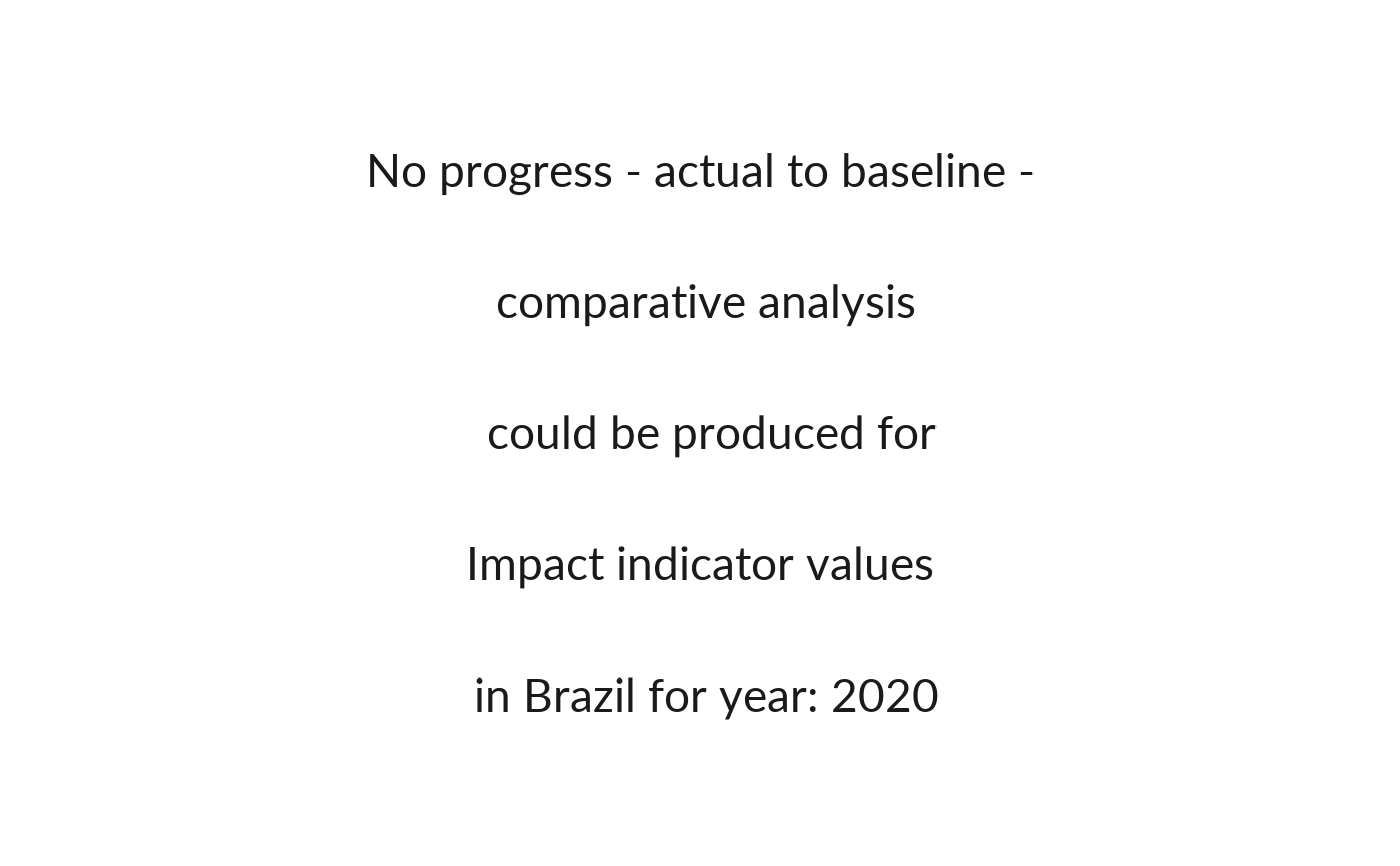 No progress - actual to baseline -
comparative analysis
could be produced for
Impact indicator values
in Brazil for year: 2020